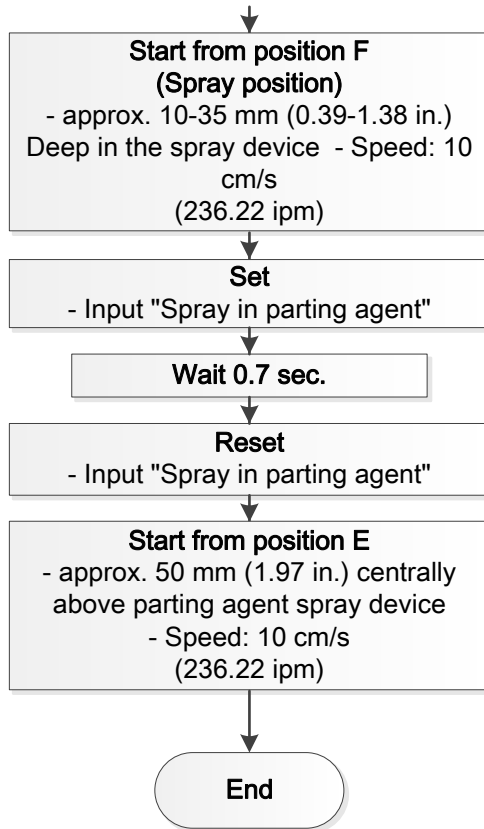 Start from position F
(Spray position)
- approx. 10-35 mm (0.39-1.38 in.)
Deep in the spray device - Speed: 10
cm/s
(236.22 ipm)
Set
- Input "Spray in parting agent"
Wait 0.7 sec.
Reset
- Input "Spray in parting agent"
Start from position E
- approx. 50 mm (1.97 in.) centrally
above parting agent spray device
- Speed: 10 cm/s
(236.22 ipm)
End